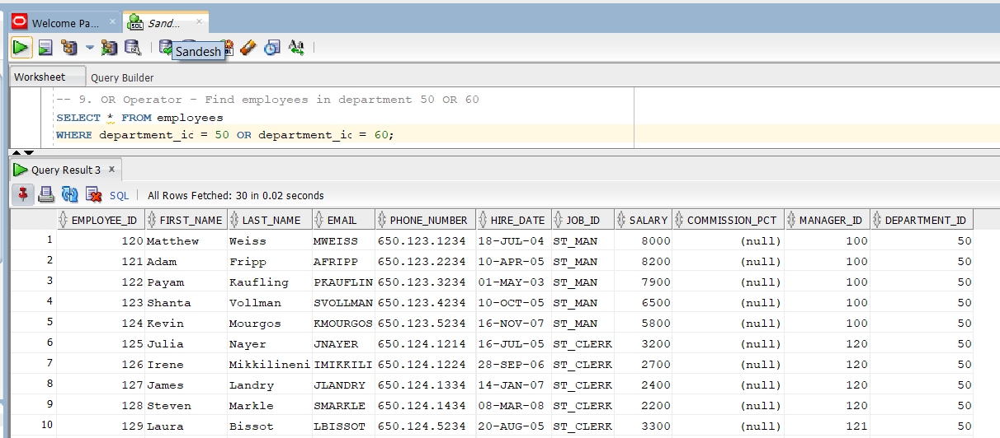 Welcome Pa... Sand...
Sandesh
Worksheet Query Builder
-- 9. OR Operator - Find employees in department 50 OR 60
SELECT * FROM employees
WHERE department_id = 50 OR department_id = 60;
Query Result 3
SQL All Rows Fetched: 30 in 0.02 seconds
EMPLOYEE_ID FIRST_NAME LAST_NAME EMAIL PHONE_NUMBER HIRE_DATE JOB_ID SALARY COMMISSION_PCT MANAGER_ID DEPARTMENT_ID
1 120 Matthew Weiss MWEISS 650.123.1234 18-JUL-04 ST_MAN 8000 (null) 100 50
2 121 Adam Fripp AFRIPP 650.123.2234 10-APR-05 ST_MAN 8200 (null) 100 50
3 122 Payam Kaufling PKAUFLIN 650.123.3234 01-MAY-03 ST_MAN 7900 (null) 100 50
4 123 Shanta Vollman SVOLLMAN 650.123.4234 10-OCT-05 ST_MAN 6500 (null) 100 50
5 124 Kevin Mourgos KMOURGOS 650.123.5234 16-NOV-07 ST_MAN 5800 (null) 100 50
6 125 Julia Nayer JNAYER 650.124.1214 16-JUL-05 ST_CLERK 3200 (null) 120 50
7 126 Irene Mikkilineni IMIKKILI 650.124.1224 28-SEP-06 ST_CLERK 2700 (null) 120 50
8 127 James Landry JLANDRY 650.124.1334 14-JAN-07 ST_CLERK 2400 (null) 120 50
9 128 Steven Markle SMARKLE 650.124.1434 08-MAR-08 ST_CLERK 2200 (null) 120 50
10 129 Laura Bissot LBISSOT 650.124.5234 20-AUG-05 ST_CLERK 3300 (null) 121 50